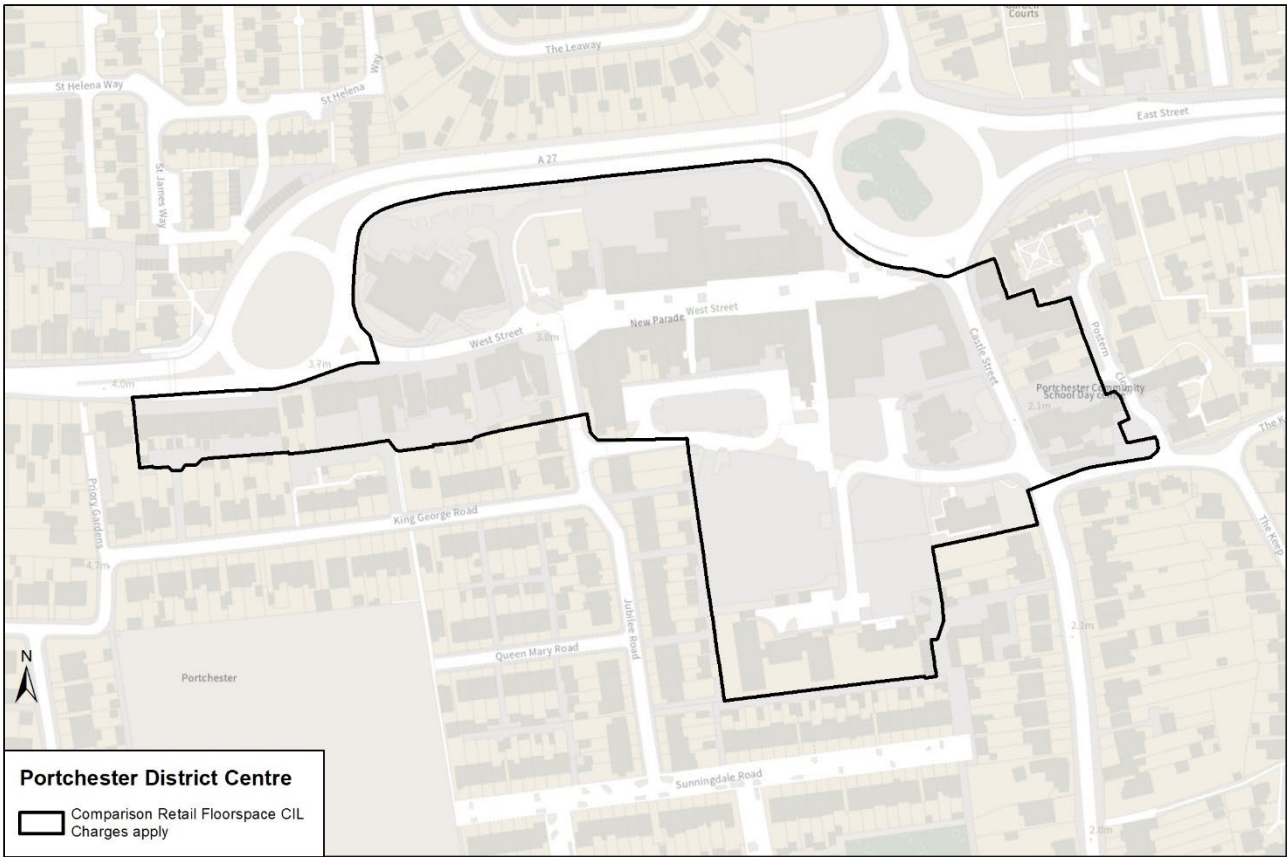 Courts
The Leaway
St Helena Way
St Helena
Way
East Street
A 27
St James Way
West Street
New Parade
West Street
3.8m
3.7m
4.0m
Castle Street
Postern
Portchester Community
School Day
2.1m
Priory Gardens
King George Road
4.7m
The Keep
Jubilee Road
Queen Mary Road
2.1m
N
Portchester
Sunningdale Road
2.0m
Portchester District Centre
Comparison Retail Floorspace CIL
Charges apply